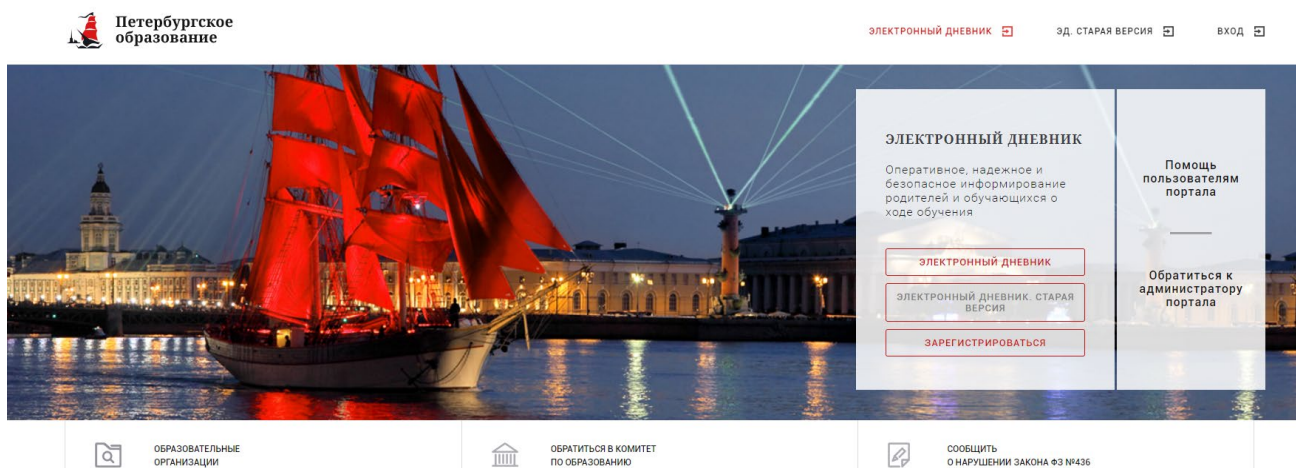 Петербургское
образование
ЭЛЕКТРОННЫЙ ДНЕВНИК
ЭД. СТАРАЯ ВЕРСИЯ
ВХОД
ЭЛЕКТРОННЫЙ ДНЕВНИК
Оперативное, надежное и
безопасное информирование
родителей и обучающихся о
ходе обучения
ЭЛЕКТРОННЫЙ ДНЕВНИК
ЭЛЕКТРОННЫЙ ДНЕВНИК. СТАРАЯ
ВЕРСИЯ
ЗАРЕГИСТРИРОВАТЬСЯ
Помощь
пользователям
портала
Обратиться к
администратору
портала
ОБРАЗОВАТЕЛЬНЫЕ
ОРГАНИЗАЦИИ
ОБРАТИТЬСЯ В КОМИТЕТ
ПО ОБРАЗОВАНИЮ
СООБЩИТЬ
О НАРУШЕНИИ ЗАКОНА ФЗ №436